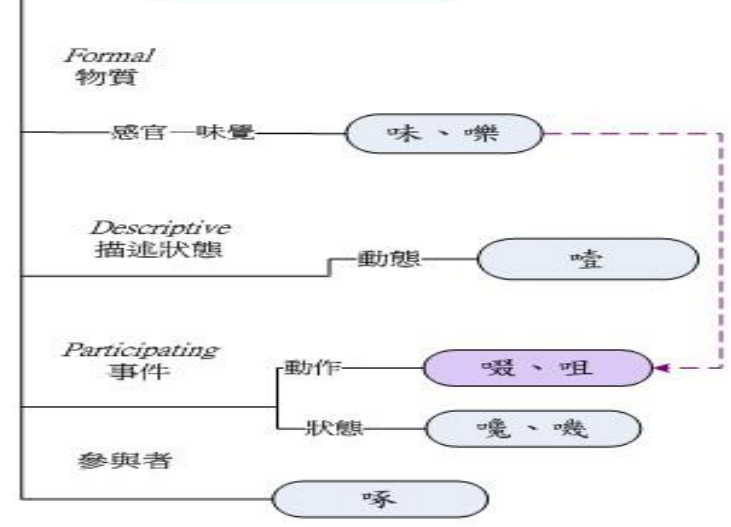 Formal
物質
感官—味覺 味、嚛
Descriptive
描述狀態
動態 噎
Participating
事件
動作 啜、咀
狀態 嚵、嘰
參與者
啄